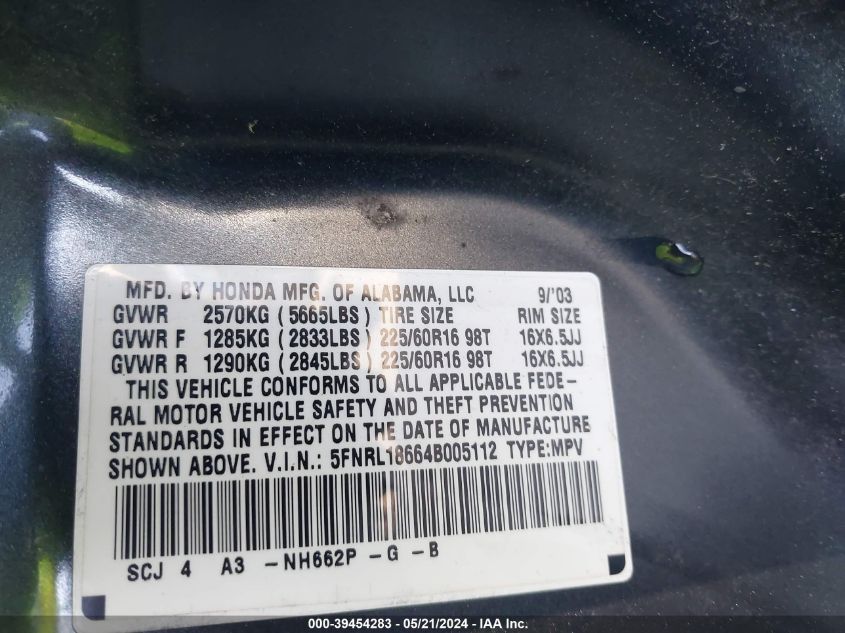 MFD. BY HONDA MFG. OF ALABAMA, LLC 9/'03
GVWR 2570KG (5665LBS) TIRE SIZE RIM SIZE
GVWR F 1285KG (2833LBS) 225/60R16 98T 16X6.5JJ
GVWR R 1290KG (2845LBS) 225/60R16 98T 16X6.5JJ
THIS VEHICLE CONFORMS TO ALL APPLICABLE FEDE-
RAL MOTOR VEHICLE SAFETY AND THEFT PREVENTION
STANDARDS IN EFFECT ON THE DATE OF MANUFACTURE
SHOWN ABOVE. V.I.N.: 5FNRL18664B005112 TYPE:MPV
SCJ 4 A3 -NH662P -G -B
000-39454283 - 05/21/2024 - IAA Inc.